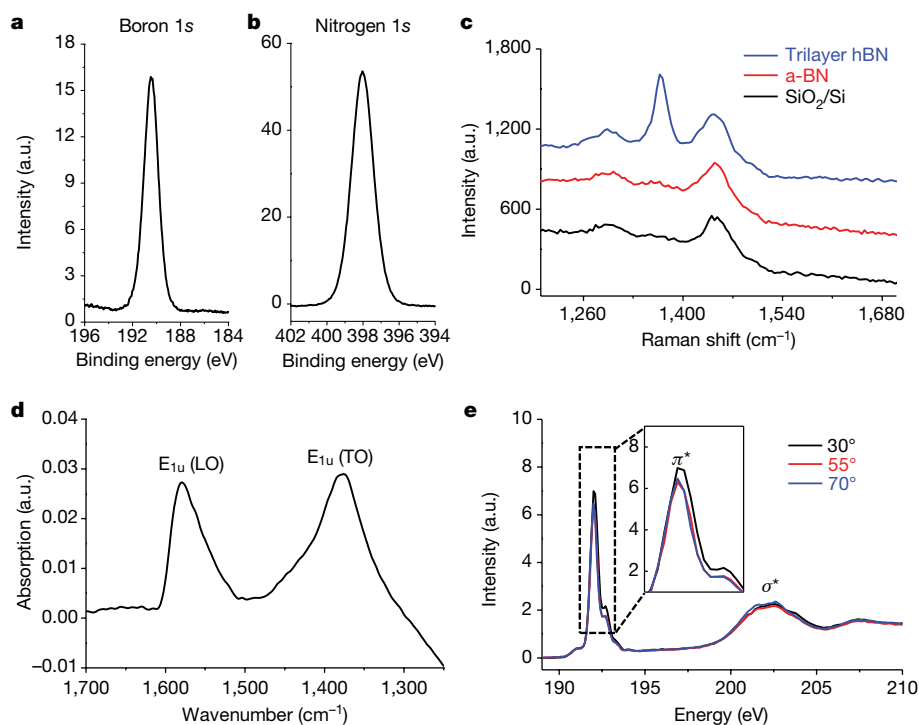 a
Boron 1s
Intensity (a.u.)
18
15
12
9
6
3
0
196
192
188
184
Binding energy (eV)
b
Nitrogen 1s
60
40
20
0
402
400
398
396
394
Binding energy (eV)
c
1,800
1,200
600
0
Intensity (a.u.)
Trilayer hBN
a-BN
SiO₂/Si
1,260
1,400
1,540
1,680
Raman shift (cm⁻¹)
d
Absorption (a.u.)
0.04
0.03
0.02
0.01
0.00
−0.01
E₁ᵤ (LO)
E₁ᵤ (TO)
1,700
1,600
1,500
1,400
1,300
Wavenumber (cm⁻¹)
e
Intensity (a.u.)
10
8
6
4
2
0
8
6
4
2
π*
σ*
30°
55°
70°
190
195
200
205
210
Energy (eV)